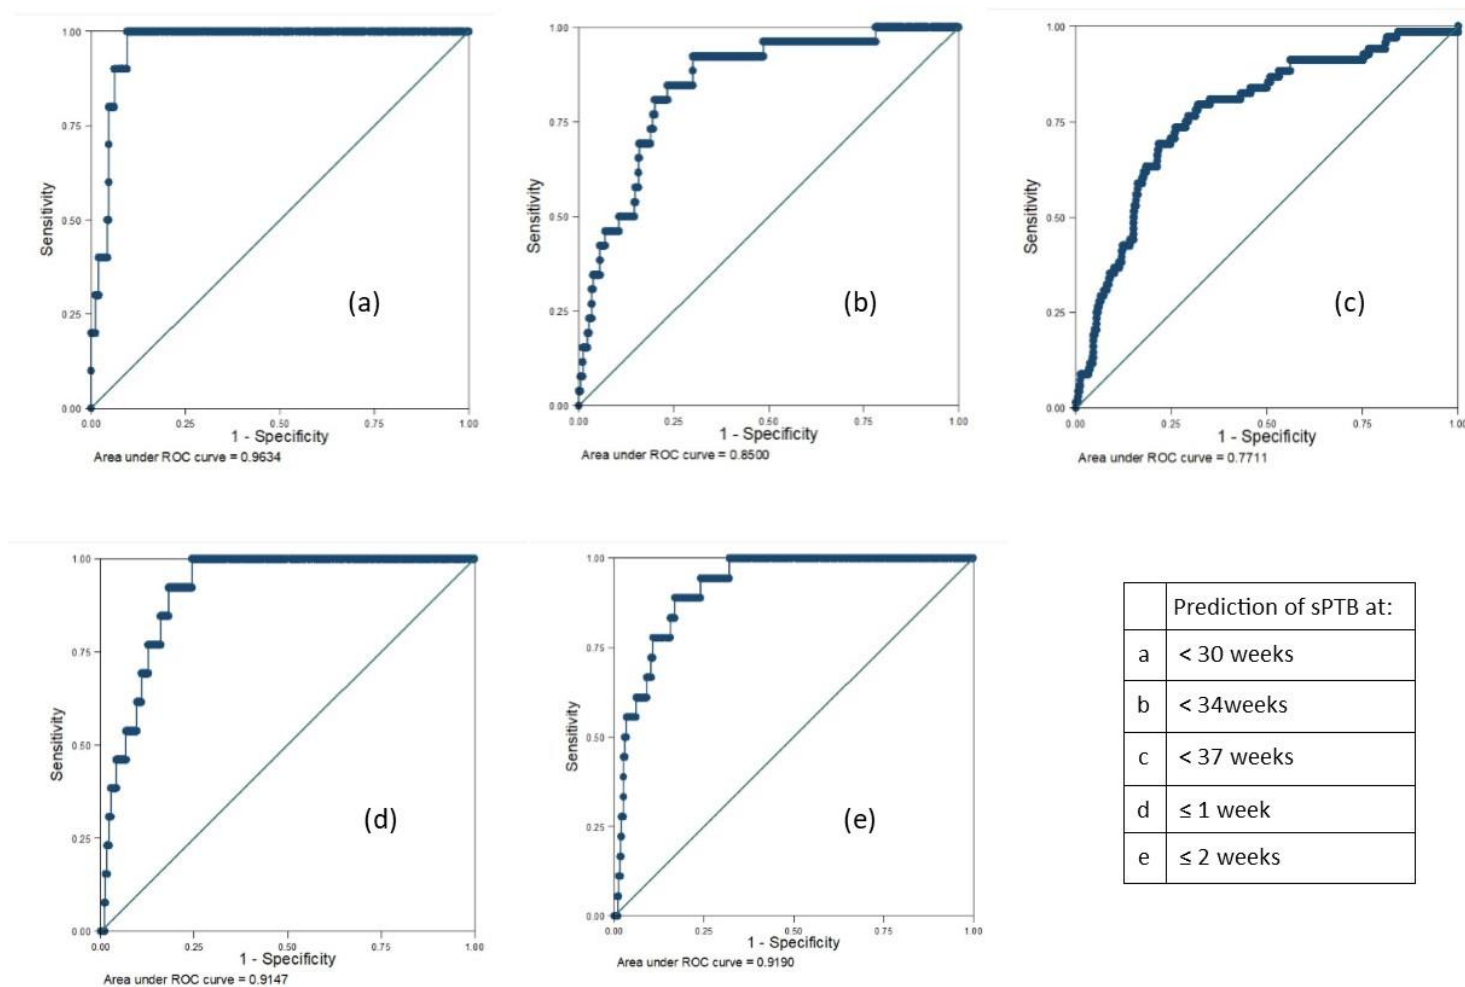 1.00
0.75
0.50
0.25
0.00
Sensitivity
(a)
0.00 0.25 0.50 0.75 1.00
1 - Specificity
Area under ROC curve = 0.9634
1.00
0.75
0.50
0.25
0.00
Sensitivity
(b)
0.00 0.25 0.50 0.75 1.00
1 - Specificity
Area under ROC curve = 0.8500
1.00
0.75
0.50
0.25
0.00
Sensitivity
(c)
0.00 0.25 0.50 0.75 1.00
1 - Specificity
Area under ROC curve = 0.7711
1.00
0.75
0.50
0.25
0.00
Sensitivity
(d)
0.00 0.25 0.50 0.75 1.00
1 - Specificity
Area under ROC curve = 0.9147
1.00
0.75
0.50
0.25
0.00
Sensitivity
(e)
0.00 0.25 0.50 0.75 1.00
1 - Specificity
Area under ROC curve = 0.9190
Prediction of sPTB at:
a < 30 weeks
b < 34weeks
c < 37 weeks
d ≤ 1 week
e ≤ 2 weeks